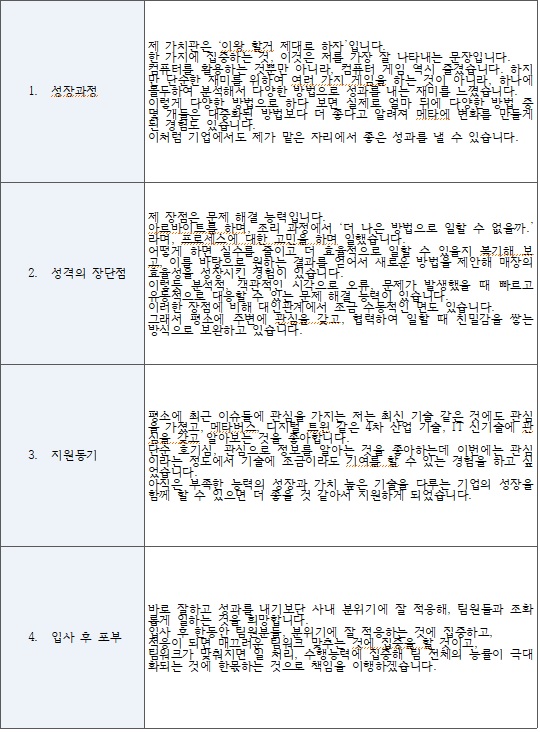 1. 성장과정
제 가치관은 '이왕 할거 제대로 하자'입니다.
한 가지에 집중하는 것, 이것은 저를 가장 잘 나타내는 문장입니다.
컴퓨터를 활용하는 것뿐만 아니라, 컴퓨터 게임 역시 즐겼습니다. 하지
만 단순한 재미를 위하여 여러 가지 게임을 하는 것이 아니라, 하나에
몰두하여 분석해서 다양한 방법으로 성과를 내는 재미를 느꼈습니다.
이렇게 다양한 방법으로 하다 보면 실제로 얼마 뒤에 다양한 방법 중
몇 개들은 대중화된 방법보다 더 좋다고 알려져 메타에 변화를 만들게
된 경험도 있습니다.
이처럼 기업에서도 제가 맡은 자리에서 좋은 성과를 낼 수 있습니다.
2. 성격의 장단점
제 장점은 문제 해결 능력입니다.
아르바이트를 하면, 조리 과정에서 '더 나은 방법으로 일할 수 없을까.'
라며, 프로세스에 대한 고민을 하며 일했습니다.
어떻게 하면 실수를 줄이고 더 효율적으로 일할 수 있을지 복기해 보
고, 이를 바탕으로 원하는 결과를 얻어서 새로운 방법을 제안해 매장의
효율성을 성장시킨 경험이 있습니다.
이렇듯 분석적, 객관적인 시각으로 오류, 문제가 발생했을 때 빠르고
유동적으로 대응할 수 있는 문제 해결 능력이 있습니다.
이러한 장점에 비해 대인관계에서 조금 수동적인 면도 있습니다.
그래서 평소에 주변에 관심을 갖고, 협력하여 일할 때 친밀감을 쌓는
방식으로 보완하고 있습니다.
3. 지원동기
평소에 최근 이슈들에 관심을 가지는 저는 최신 기술 같은 것에도 관심
을 가졌고, 메타버스, 디지털 트윈 같은 4차 산업 기술, IT 신기술에 관
심을 갖고 알아보는 것을 좋아합니다.
단순 호기심, 관심으로 정보를 알아는 것을 좋아하는데 이번에는 관심
이라는 정도에서 기술에 조금이라도 기여를 할 수 있는 경험을 하고 싶
었습니다.
아직은 부족한 능력의 성장과 가치 높은 기술을 다루는 기업의 성장을
함께 할 수 있으면 더 좋을 것 같아서 지원하게 되었습니다.
4. 입사 후 포부
바로 잘하고 성과를 내기보단 사내 분위기에 잘 적응해, 팀원들과 조화
롭게 일하는 것을 희망합니다.
입사 후 한동안 팀원분들, 분위기에 잘 적응하는 것에 집중하고,
적응이 되면 매끄러운 팀워크 맞추는 것에 집중을 할 것이고,
팀워크가 맞춰지면 일 처리, 수행능력에 집중해 팀 전체의 능률이 극대
화되는 것에 한몫하는 것으로 책임을 이행하겠습니다.